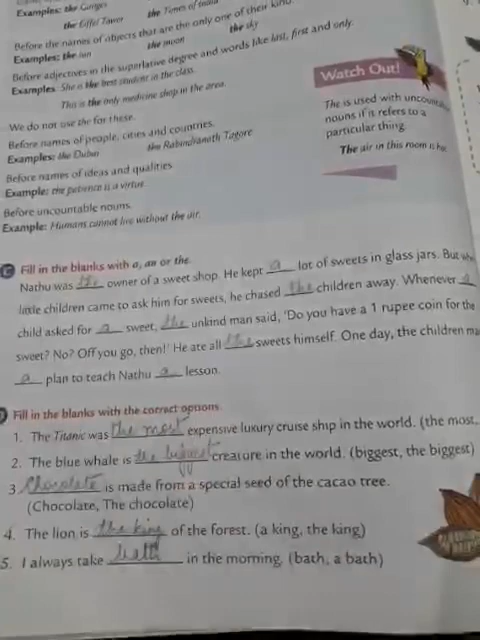 Examples: the Ganges
the Times of India
the Eiffel Tower
Before the names of objects that are the only one of their kind.
Examples: the sun the moon the sky
Before adjectives in the superlative degree and words like last, first and only.
Examples: She is the best student in the class.
This is the only medicine shop in the area.
We do not use the for these.
Before names of people, cities and countries.
Examples: the Dubai the Rabindranath Tagore
Before names of ideas and qualities
Example: the patience is a virtue.
Before uncountable nouns.
Example: Humans cannot live without the air.
Watch Out!
The is used with uncountable
nouns if it refers to a
particular thing.
The air in this room is hot.
C Fill in the blanks with a, an or the.
Nathu was the owner of a sweet shop. He kept a lot of sweets in glass jars. But
little children came to ask him for sweets, he chased the children away. Whenever a
child asked for a sweet, the unkind man said, 'Do you have a 1 rupee coin for the
sweet? No? Off you go, then!' He ate all the sweets himself. One day, the children
a plan to teach Nathu a lesson.
D Fill in the blanks with the correct options.
1. The Titanic was the most expensive luxury cruise ship in the world. (the most,
2. The blue whale is the biggest creature in the world. (biggest, the biggest)
3. Chocolate is made from a special seed of the cacao tree.
(Chocolate, The chocolate)
4. The lion is the king of the forest. (a king, the king)
5. I always take bath in the morning. (bath, a bath)